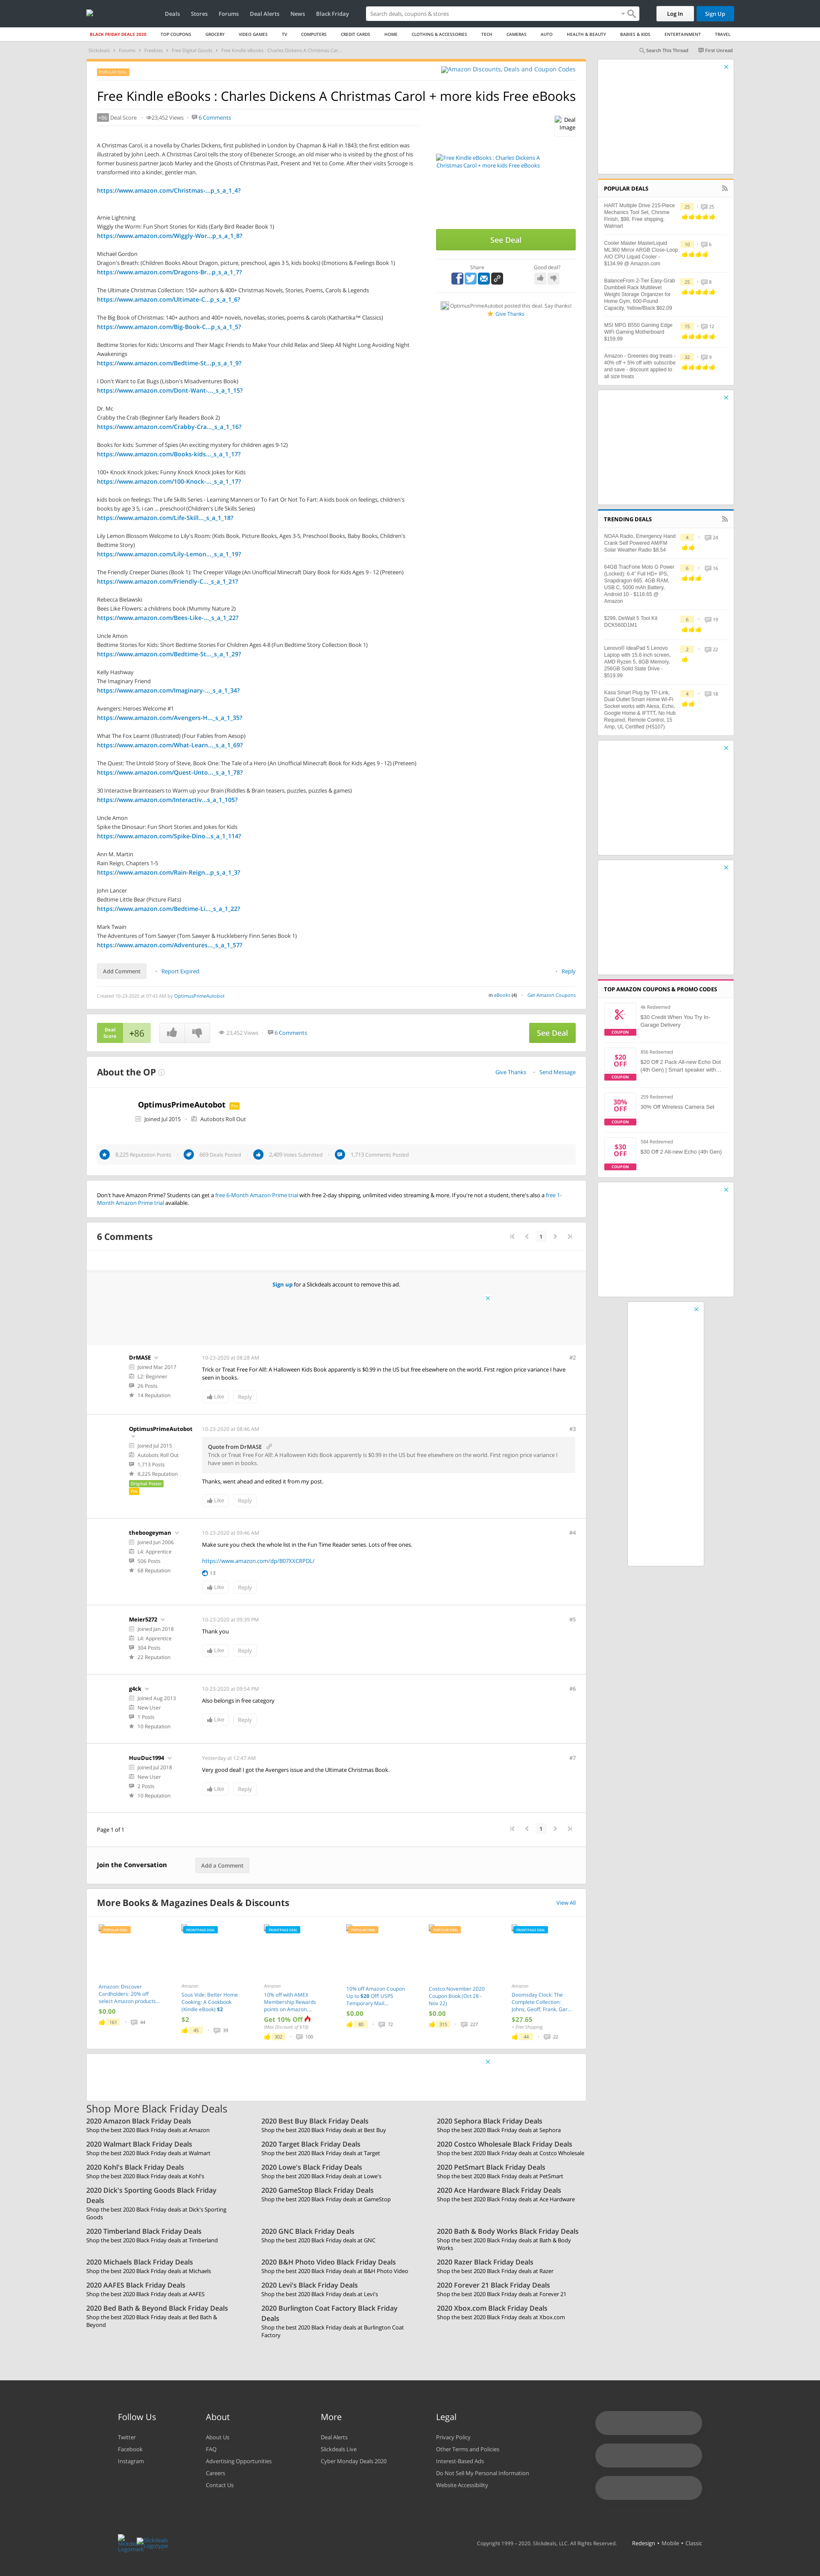 Deals
Stores
Forums
Deal Alerts
News
Black Friday
Search deals, coupons & stores
Log In
Sign Up
BLACK FRIDAY DEALS 2020
TOP COUPONS
GROCERY
VIDEO GAMES
TV
COMPUTERS
CREDIT CARDS
HOME
CLOTHING & ACCESSORIES
TECH
CAMERAS
AUTO
HEALTH & BEAUTY
BABIES & KIDS
ENTERTAINMENT
TRAVEL
Slickdeals
Forums
Freebies
Free Digital Goods
Free Kindle eBooks : Charles Dickens A Christmas Car...
Search This Thread
First Unread
POPULAR DEAL
Amazon Discounts, Deals and Coupon Codes
Free Kindle eBooks : Charles Dickens A Christmas Carol + more kids Free eBooks
+86 Deal Score
23,452 Views
6 Comments
Deal Image
A Christmas Carol, is a novella by Charles Dickens, first published in London by Chapman & Hall in 1843; the first edition was
illustrated by John Leech. A Christmas Carol tells the story of Ebenezer Scrooge, an old miser who is visited by the ghost of his former
business partner Jacob Marley and the Ghosts of Christmas Past, Present and Yet to Come. After their visits Scrooge is
transformed into a kinder, gentler man.
https://www.amazon.com/Christmas-...p_s_a_1_4?
Arnie Lightning
Wiggly the Worm: Fun Short Stories for Kids (Early Bird Reader Book 1)
https://www.amazon.com/Wiggly-Wor...p_s_a_1_8?
Michael Gordon
Dragon's Breath: (Children Books About Dragon, picture, preschool, ages 3 5, kids books) (Emotions & Feelings Book 1)
https://www.amazon.com/Dragons-Br...p_s_a_1_7?
The Ultimate Christmas Collection: 150+ authors & 400+ Christmas Novels, Stories, Poems, Carols & Legends
https://www.amazon.com/Ultimate-C...p_s_a_1_6?
The Big Book of Christmas: 140+ authors and 400+ novels, novellas, stories, poems & carols (Kathartika™ Classics)
https://www.amazon.com/Big-Book-C...p_s_a_1_5?
Bedtime Stories for Kids: Unicorns and Their Magic Friends to Make Your child Relax and Sleep All Night Long Avoiding Night
Awakenings
https://www.amazon.com/Bedtime-St...p_s_a_1_9?
I Don't Want to Eat Bugs (Lisbon's Misadventures Book)
https://www.amazon.com/Dont-Want-..._s_a_1_15?
Dr. Mc
Crabby the Crab (Beginner Early Readers Book 2)
https://www.amazon.com/Crabby-Cra..._s_a_1_16?
Books for kids: Summer of Spies (An exciting mystery for children ages 9-12)
https://www.amazon.com/Books-kids..._s_a_1_17?
100+ Knock Knock Jokes: Funny Knock Knock Jokes for Kids
https://www.amazon.com/100-Knock-..._s_a_1_17?
kids book on feelings: The Life Skills Series - Learning Manners or To Fart Or Not To Fart: A kids book on feelings, children's
books by age 3 5, i can ... preschool (Children's Life Skills Series)
https://www.amazon.com/Life-Skill..._s_a_1_18?
Lily Lemon Blossom Welcome to Lily's Room: (Kids Book, Picture Books, Ages 3-5, Preschool Books, Baby Books, Children's
Bedtime Story)
https://www.amazon.com/Lily-Lemon..._s_a_1_19?
The Friendly Creeper Diaries (Book 1): The Creeper Village (An Unofficial Minecraft Diary Book for Kids Ages 9 - 12 (Preteen)
https://www.amazon.com/Friendly-C..._s_a_1_21?
Rebecca Bielawski
Bees Like Flowers: a childrens book (Mummy Nature 2)
https://www.amazon.com/Bees-Like-..._s_a_1_22?
Uncle Amon
Bedtime Stories for Kids: Short Bedtime Stories For Children Ages 4-8 (Fun Bedtime Story Collection Book 1)
https://www.amazon.com/Bedtime-St..._s_a_1_29?
Kelly Hashway
The Imaginary Friend
https://www.amazon.com/Imaginary-..._s_a_1_34?
Avengers: Heroes Welcome #1
https://www.amazon.com/Avengers-H..._s_a_1_35?
What The Fox Learnt (Illustrated) (Four Fables from Aesop)
https://www.amazon.com/What-Learn..._s_a_1_69?
The Quest: The Untold Story of Steve, Book One: The Tale of a Hero (An Unofficial Minecraft Book for Kids Ages 9 - 12) (Preteen)
https://www.amazon.com/Quest-Unto..._s_a_1_78?
30 Interactive Brainteasers to Warm up your Brain (Riddles & Brain teasers, puzzles, puzzles & games)
https://www.amazon.com/Interactiv...s_a_1_105?
Uncle Amon
Spike the Dinosaur: Fun Short Stories and Jokes for Kids
https://www.amazon.com/Spike-Dino...s_a_1_114?
Ann M. Martin
Rain Reign, Chapters 1-5
https://www.amazon.com/Rain-Reign...p_s_a_1_3?
John Lancer
Bedtime Little Bear (Picture Flats)
https://www.amazon.com/Bedtime-Li..._s_a_1_22?
Mark Twain
The Adventures of Tom Sawyer (Tom Sawyer & Huckleberry Finn Series Book 1)
https://www.amazon.com/Adventures..._s_a_1_57?
Free Kindle eBooks : Charles Dickens A
Christmas Carol + more kids Free eBooks
See Deal
Share
Good deal?
OptimusPrimeAutobot posted this deal. Say thanks!
Give Thanks
Add Comment
Report Expired
Reply
Created 10-23-2020 at 07:43 AM by OptimusPrimeAutobot
in eBooks (4)
Get Amazon Coupons
Deal Score
+86
23,452 Views
6 Comments
See Deal
About the OP
Give Thanks
Send Message
OptimusPrimeAutobot Pro
Joined Jul 2015
Autobots Roll Out
8,225 Reputation Points
669 Deals Posted
2,409 Votes Submitted
1,713 Comments Posted
Don't have Amazon Prime? Students can get a free 6-Month Amazon Prime trial with free 2-day shipping, unlimited video streaming & more. If you're not a student, there's also a free 1-
Month Amazon Prime trial available.
6 Comments
1
Sign up for a Slickdeals account to remove this ad.
DrMASE
Joined Mar 2017
L2: Beginner
26 Posts
14 Reputation
10-23-2020 at 08:28 AM
#2
Trick or Treat Free For All!: A Halloween Kids Book apparently is $0.99 in the US but free elsewhere on the world. First region price variance I have
seen in books.
Like
Reply
OptimusPrimeAutobot
Joined Jul 2015
Autobots Roll Out
1,713 Posts
8,225 Reputation
Original Poster
Pro
10-23-2020 at 08:46 AM
#3
Quote from DrMASE
Trick or Treat Free For All!: A Halloween Kids Book apparently is $0.99 in the US but free elsewhere on the world. First region price variance I
have seen in books.
Thanks, went ahead and edited it from my post.
Like
Reply
theboogeyman
Joined Jun 2006
L4: Apprentice
506 Posts
68 Reputation
10-23-2020 at 09:46 AM
#4
Make sure you check the whole list in the Fun Time Reader series. Lots of free ones.
https://www.amazon.com/dp/B07XXCRPDL/
13
Like
Reply
Meier5272
Joined Jan 2018
L4: Apprentice
304 Posts
22 Reputation
10-23-2020 at 09:39 PM
#5
Thank you
Like
Reply
g4ck
Joined Aug 2013
New User
1 Posts
10 Reputation
10-23-2020 at 09:54 PM
#6
Also belongs in free category
Like
Reply
HuuDuc1994
Joined Jul 2018
New User
2 Posts
10 Reputation
Yesterday at 12:47 AM
#7
Very good deal! I got the Avengers issue and the Ultimate Christmas Book.
Like
Reply
Page 1 of 1
1
Join the Conversation
Add a Comment
More Books & Magazines Deals & Discounts
View All
POPULAR DEAL
Amazon: Discover
Cardholders: 20% off
select Amazon products...
$0.00
161
44
FRONTPAGE DEAL
Amazon
Sous Vide: Better Home
Cooking: A Cookbook
(Kindle eBook) $2
$2
45
39
FRONTPAGE DEAL
Amazon
10% off with AMEX
Membership Rewards
points on Amazon....
Get 10% Off
(Max Discount of $15)
302
100
POPULAR DEAL
10% off Amazon Coupon
Up to $20 Off USPS
Temporary Mail...
$0.00
80
72
POPULAR DEAL
Costco November 2020
Coupon Book (Oct 28 -
Nov 22)
$0.00
315
227
FRONTPAGE DEAL
Amazon
Doomsday Clock: The
Complete Collection:
Johns, Geoff, Frank, Gar...
$27.65
+ Free Shipping
44
22
POPULAR DEALS
HART Multiple Drive 215-Piece
Mechanics Tool Set, Chrome
Finish, $98, Free shipping,
Walmart
25
25
Cooler Master MasterLiquid
ML360 Mirror ARGB Close-Loop
AIO CPU Liquid Cooler -
$134.99 @ Amazon.com
10
6
BalanceFrom 2-Tier Easy-Grab
Dumbbell Rack Multilevel
Weight Storage Organizer for
Home Gym, 600-Pound
Capacity, Yellow/Black $62.09
25
8
MSI MPG B550 Gaming Edge
WIFI Gaming Motherboard
$159.99
15
12
Amazon - Greenies dog treats -
40% off + 5% off with subscribe
and save - discount applied to
all size treats
32
9
TRENDING DEALS
NOAA Radio, Emergency Hand
Crank Self Powered AM/FM
Solar Weather Radio $8.54
4
24
64GB TracFone Moto G Power
(Locked): 6.4" Full HD+ IPS,
Snapdragon 665, 4GB RAM,
USB C, 5000 mAh Battery,
Android 10 - $116.65 @
Amazon
6
16
$299, DeWalt 5 Tool Kit
DCK560D1M1
6
19
Lenovo® IdeaPad 5 Lenovo
Laptop with 15.6 inch screen,
AMD Ryzen 5, 8GB Memory,
256GB Solid State Drive -
$519.99
2
22
Kasa Smart Plug by TP-Link,
Dual Outlet Smart Home Wi-Fi
Socket works with Alexa, Echo,
Google Home & IFTTT, No Hub
Required, Remote Control, 15
Amp, UL Certified (HS107)
4
18
TOP AMAZON COUPONS & PROMO CODES
COUPON
4k Redeemed
$30 Credit When You Try In-
Garage Delivery
$20 OFF
COUPON
856 Redeemed
$20 Off 2 Pack All-new Echo Dot
(4th Gen) | Smart speaker with...
30% OFF
COUPON
259 Redeemed
30% Off Wireless Camera Set
$30 OFF
COUPON
584 Redeemed
$30 Off 2 All-new Echo (4th Gen)
Shop More Black Friday Deals
2020 Amazon Black Friday Deals
Shop the best 2020 Black Friday deals at Amazon
2020 Best Buy Black Friday Deals
Shop the best 2020 Black Friday deals at Best Buy
2020 Sephora Black Friday Deals
Shop the best 2020 Black Friday deals at Sephora
2020 Walmart Black Friday Deals
Shop the best 2020 Black Friday deals at Walmart
2020 Target Black Friday Deals
Shop the best 2020 Black Friday deals at Target
2020 Costco Wholesale Black Friday Deals
Shop the best 2020 Black Friday deals at Costco Wholesale
2020 Kohl's Black Friday Deals
Shop the best 2020 Black Friday deals at Kohl's
2020 Lowe's Black Friday Deals
Shop the best 2020 Black Friday deals at Lowe's
2020 PetSmart Black Friday Deals
Shop the best 2020 Black Friday deals at PetSmart
2020 Dick's Sporting Goods Black Friday
Deals
Shop the best 2020 Black Friday deals at Dick's Sporting
Goods
2020 GameStop Black Friday Deals
Shop the best 2020 Black Friday deals at GameStop
2020 Ace Hardware Black Friday Deals
Shop the best 2020 Black Friday deals at Ace Hardware
2020 Timberland Black Friday Deals
Shop the best 2020 Black Friday deals at Timberland
2020 GNC Black Friday Deals
Shop the best 2020 Black Friday deals at GNC
2020 Bath & Body Works Black Friday Deals
Shop the best 2020 Black Friday deals at Bath & Body
Works
2020 Michaels Black Friday Deals
Shop the best 2020 Black Friday deals at Michaels
2020 B&H Photo Video Black Friday Deals
Shop the best 2020 Black Friday deals at B&H Photo Video
2020 Razer Black Friday Deals
Shop the best 2020 Black Friday deals at Razer
2020 AAFES Black Friday Deals
Shop the best 2020 Black Friday deals at AAFES
2020 Levi's Black Friday Deals
Shop the best 2020 Black Friday deals at Levi's
2020 Forever 21 Black Friday Deals
Shop the best 2020 Black Friday deals at Forever 21
2020 Bed Bath & Beyond Black Friday Deals
Shop the best 2020 Black Friday deals at Bed Bath &
Beyond
2020 Burlington Coat Factory Black Friday
Deals
Shop the best 2020 Black Friday deals at Burlington Coat
Factory
2020 Xbox.com Black Friday Deals
Shop the best 2020 Black Friday deals at Xbox.com
Follow Us
Twitter
Facebook
Instagram
About
About Us
FAQ
Advertising Opportunities
Careers
Contact Us
More
Deal Alerts
Slickdeals Live
Cyber Monday Deals 2020
Legal
Privacy Policy
Other Terms and Policies
Interest-Based Ads
Do Not Sell My Personal Information
Website Accessibility
Slickdeals Logomark
Slickdeals Logotype
Copyright 1999 – 2020. Slickdeals, LLC. All Rights Reserved.
Redesign • Mobile • Classic